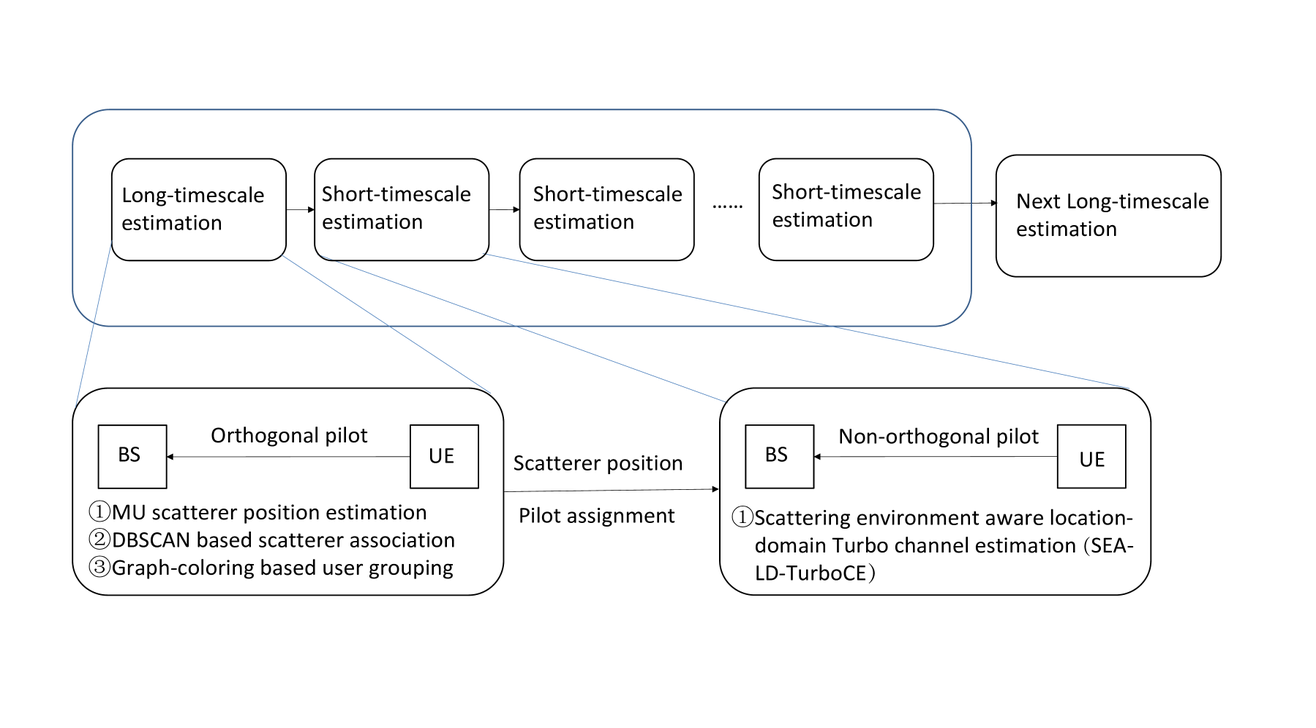 Long-timescale
estimation
Short-timescale
estimation
Short-timescale
estimation
......
Short-timescale
estimation
Next Long-timescale
estimation
BS
Orthogonal pilot
UE
①MU scatterer position estimation
②DBSCAN based scatterer association
③Graph-coloring based user grouping
Scatterer position
Pilot assignment
BS
Non-orthogonal pilot
UE
①Scattering environment aware location-
domain Turbo channel estimation（SEA-
LD-TurboCE）